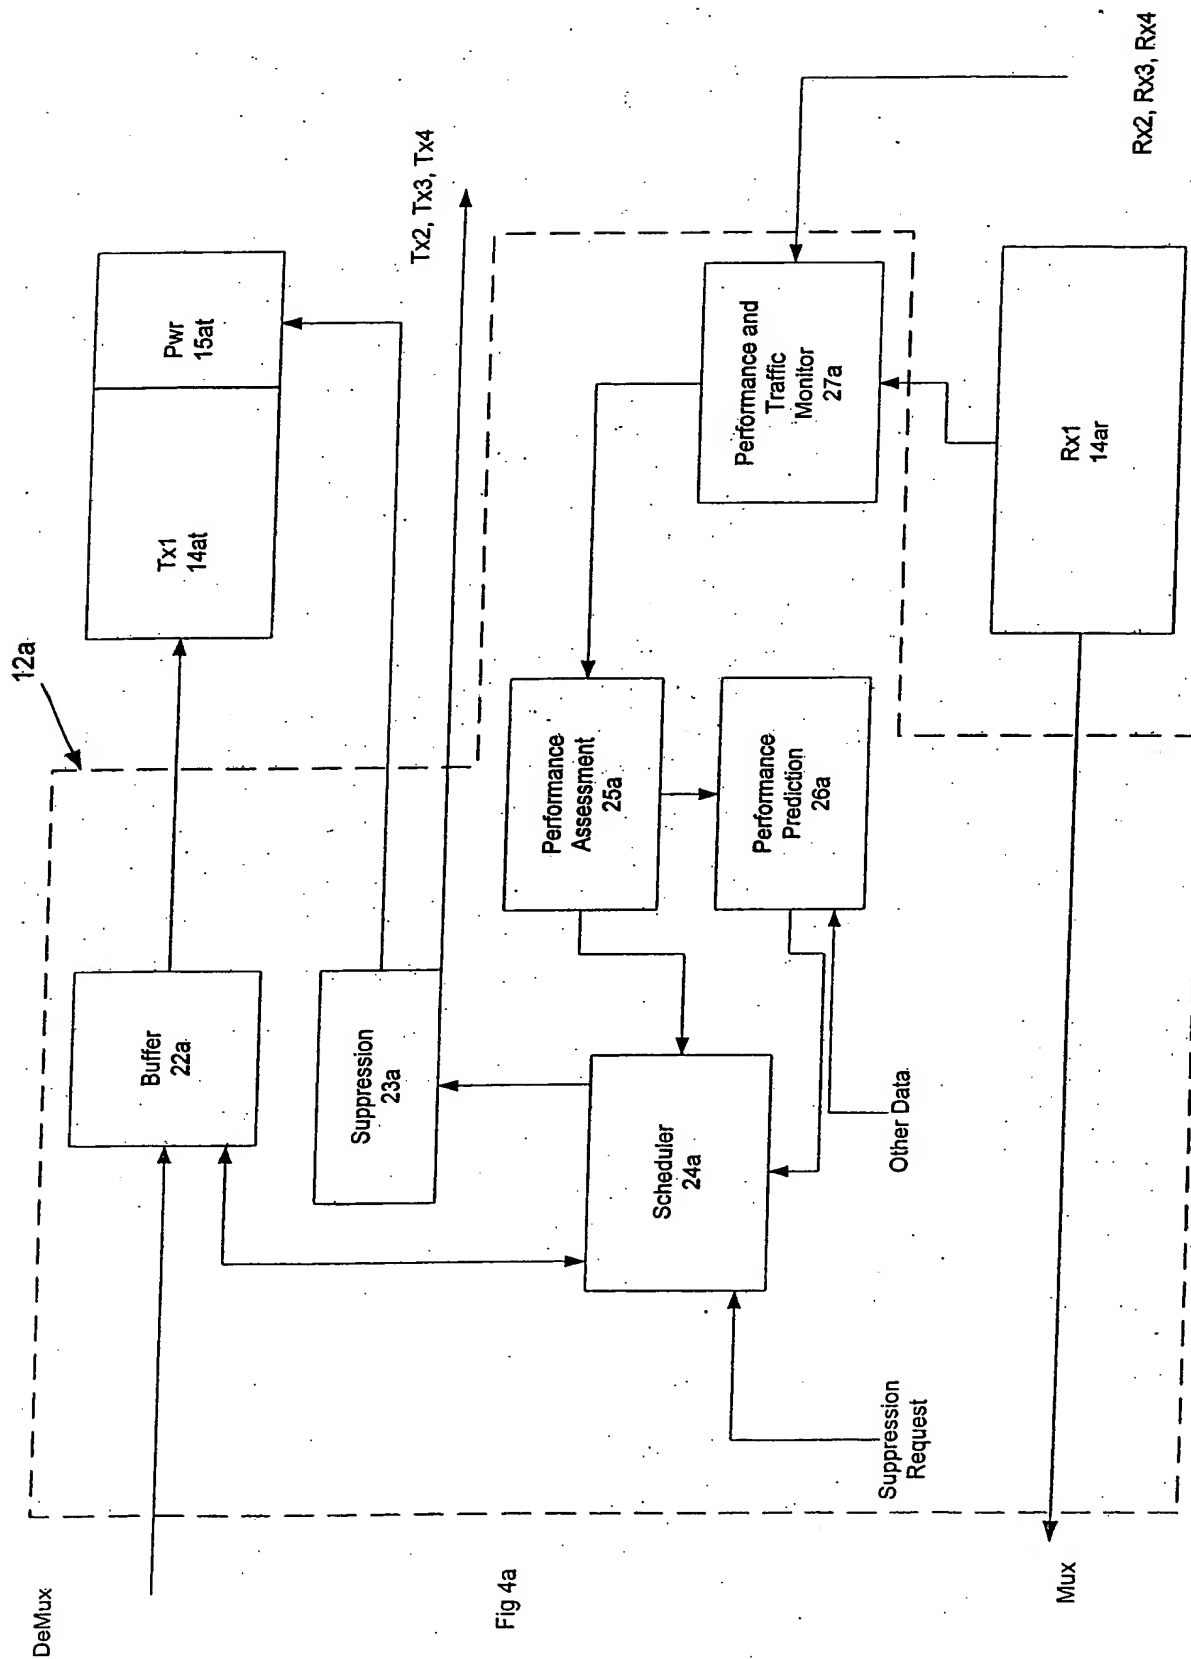 DeMux
Buffer
22a
12a
Tx1
14at
Pwr
15at
Suppression
23a
Tx2, Tx3, Tx4
Scheduler
24a
Performance
Assessment
25a
Performance
Prediction
26a
Performance and
Traffic
Monitor
27a
Other Data
Suppression
Request
Rx1
14ar
Rx2, Rx3, Rx4
Mux
Fig 4a